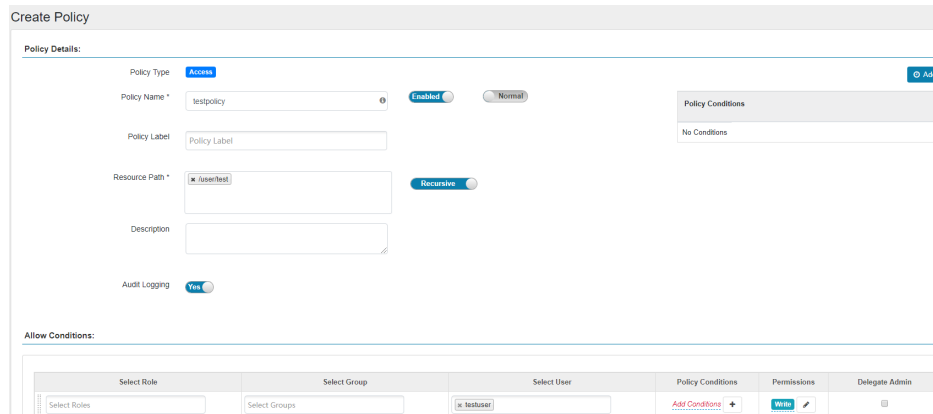 Create Policy
Policy Details:
Policy Type Access
Policy Name * testpolicy Enabled Normal
Policy Conditions
No Conditions
Policy Label Policy Label
Resource Path * × /user/test Recursive
Description
Audit Logging Yes
Allow Conditions:
Select Role Select Group Select User Policy Conditions Permissions Delegate Admin
Select Roles Select Groups × testuser Add Conditions + Write